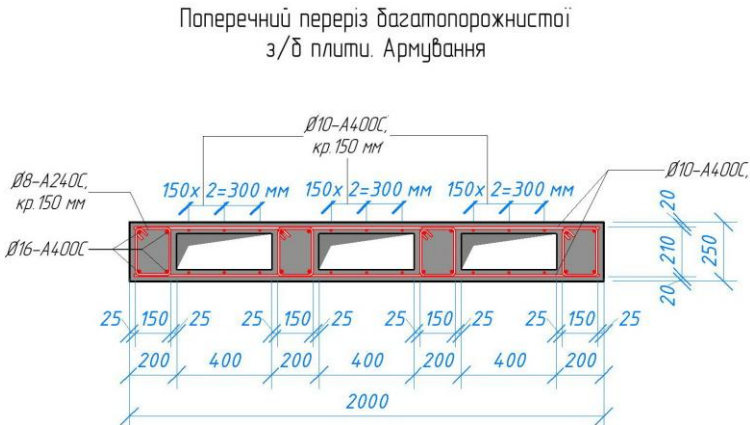 Поперечний переріз багатопорожнистої
з/б плити. Армування
Ø10-А400С,
кр.150 мм
Ø8-А240С,
кр.150 мм
Ø16-А400С
150х 2=300 мм 150х 2=300 мм 150х 2=300 мм
Ø10-А400С,
20
210
20
250
25 150 25 25 150 25 25 150 25 25 150 25
200 400 200 400 200 400 200
2000